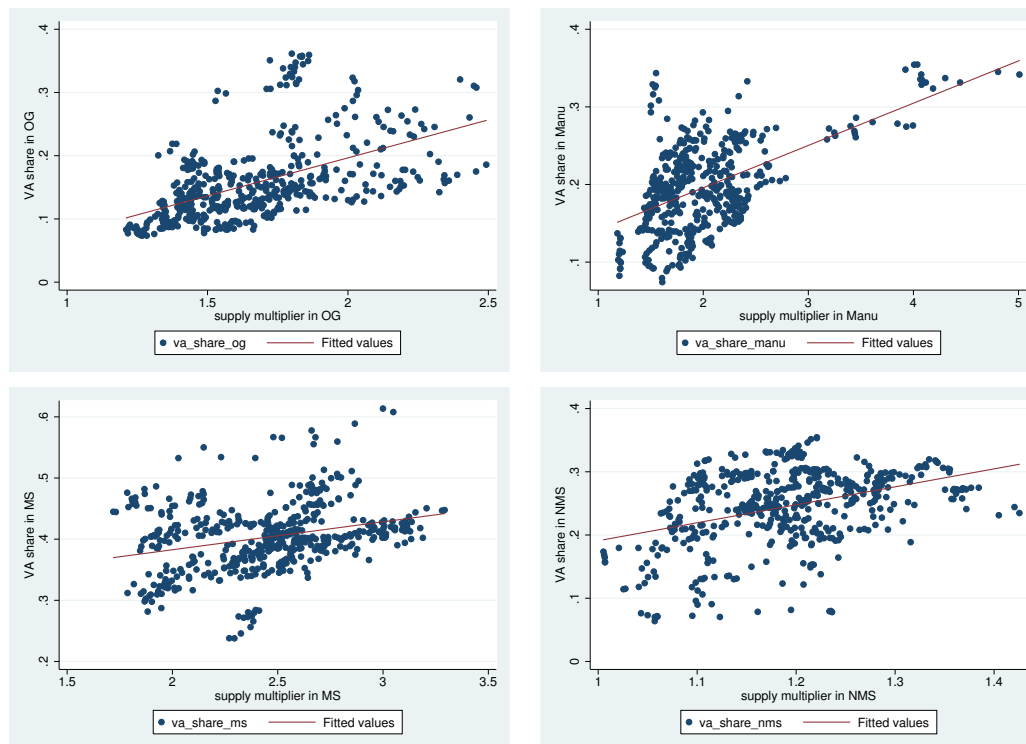 VA share in OG
.4
.3
.2
.1
0
1
1.5
2
2.5
supply multiplier in OG
va_share_og
Fitted values
VA share in Manu
.4
.3
.2
.1
1
2
3
4
5
supply multiplier in Manu
va_share_manu
Fitted values
VA share in MS
.6
.5
.4
.3
.2
1.5
2
2.5
3
3.5
supply multiplier in MS
va_share_ms
Fitted values
VA share in NMS
.4
.3
.2
.1
0
1
1.1
1.2
1.3
1.4
supply multiplier in NMS
va_share_nms
Fitted values